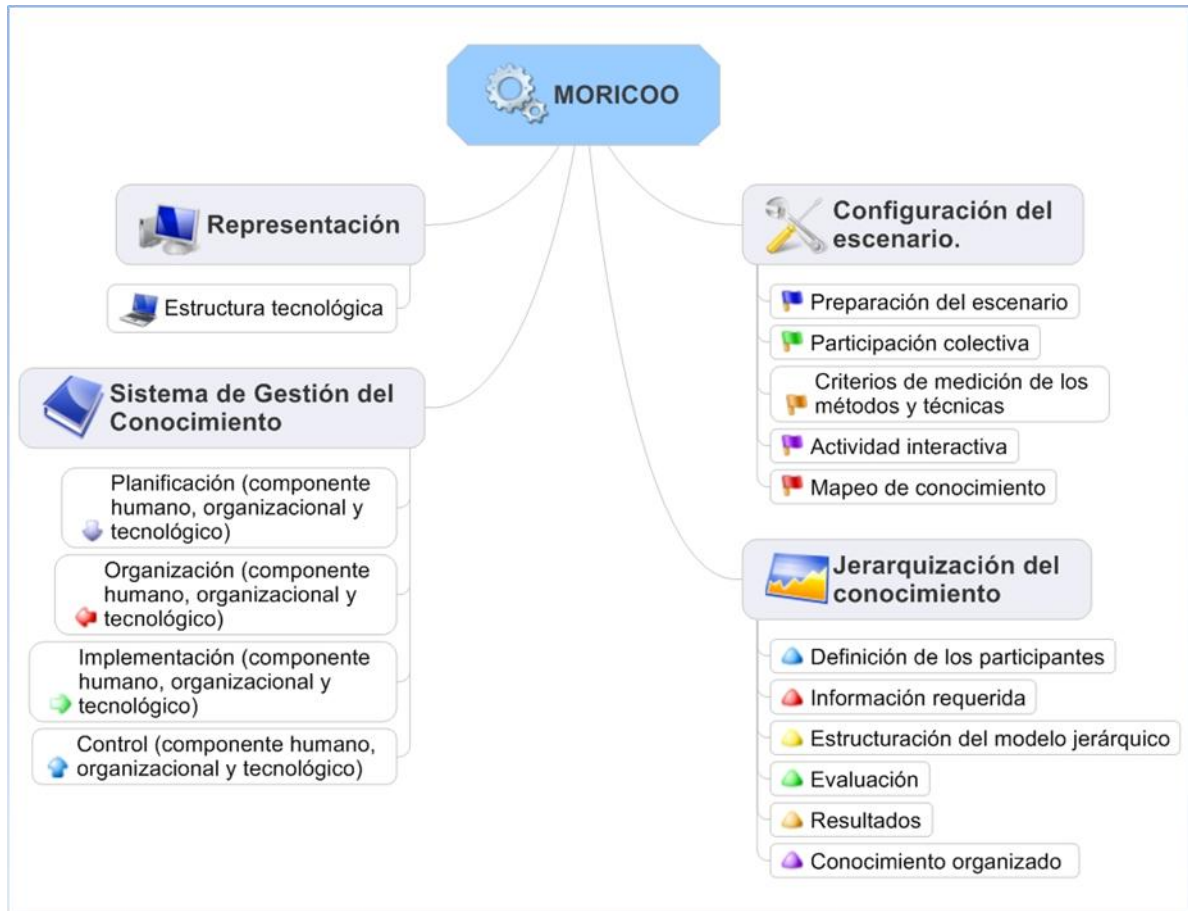 MORICOO
Representación
Estructura tecnológica
Sistema de Gestión del
Conocimiento
Planificación (componente
humano, organizacional y
tecnológico)
Organización (componente
humano, organizacional y
tecnológico)
Implementación (componente
humano, organizacional y
tecnológico)
Control (componente humano,
organizacional y tecnológico)
Configuración del
escenario.
Preparación del escenario
Participación colectiva
Criterios de medición de los
métodos y técnicas
Actividad interactiva
Mapeo de conocimiento
Jerarquización del
conocimiento
Definición de los participantes
Información requerida
Estructuración del modelo jerárquico
Evaluación
Resultados
Conocimiento organizado